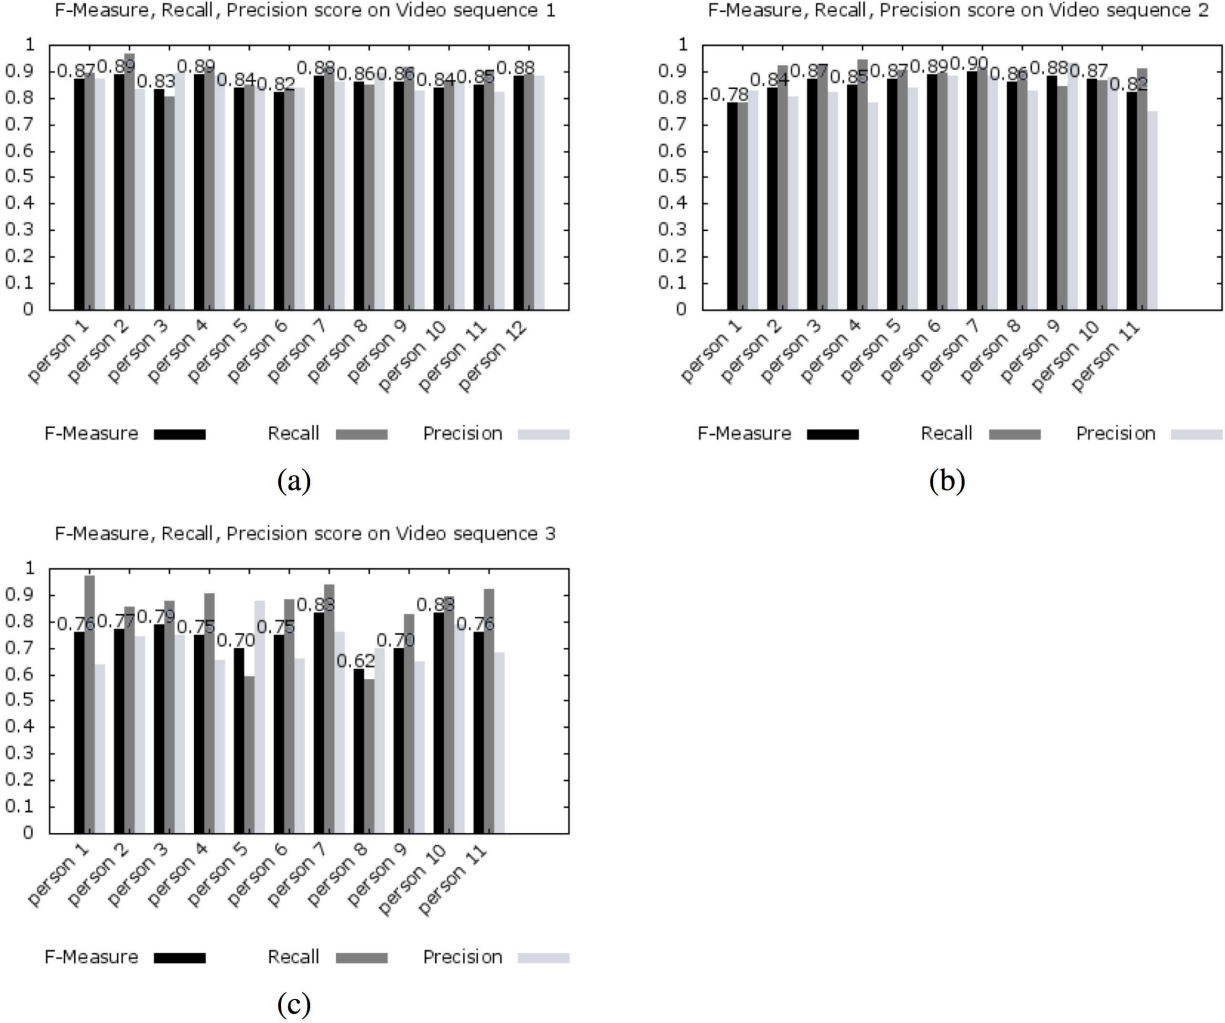 F-Measure, Recall, Precision score on Video sequence 1
1
0.9
0.8
0.7
0.6
0.5
0.4
0.3
0.2
0.1
0
0.87 0.89 0.83 0.89 0.84 0.82 0.88 0.86 0.86 0.84 0.85 0.88
person 1 person 2 person 3 person 4 person 5 person 6 person 7 person 8 person 9 person 10 person 11 person 12
F-Measure Recall Precision
(a)
F-Measure, Recall, Precision score on Video sequence 2
1
0.9
0.8
0.7
0.6
0.5
0.4
0.3
0.2
0.1
0
0.78 0.84 0.87 0.85 0.87 0.89 0.90 0.86 0.88 0.87 0.82
person 1 person 2 person 3 person 4 person 5 person 6 person 7 person 8 person 9 person 10 person 11
F-Measure Recall Precision
(b)
F-Measure, Recall, Precision score on Video sequence 3
1
0.9
0.8
0.7
0.6
0.5
0.4
0.3
0.2
0.1
0
0.76 0.77 0.79 0.75 0.70 0.75 0.83 0.62 0.70 0.83 0.76
person 1 person 2 person 3 person 4 person 5 person 6 person 7 person 8 person 9 person 10 person 11
F-Measure Recall Precision
(c)